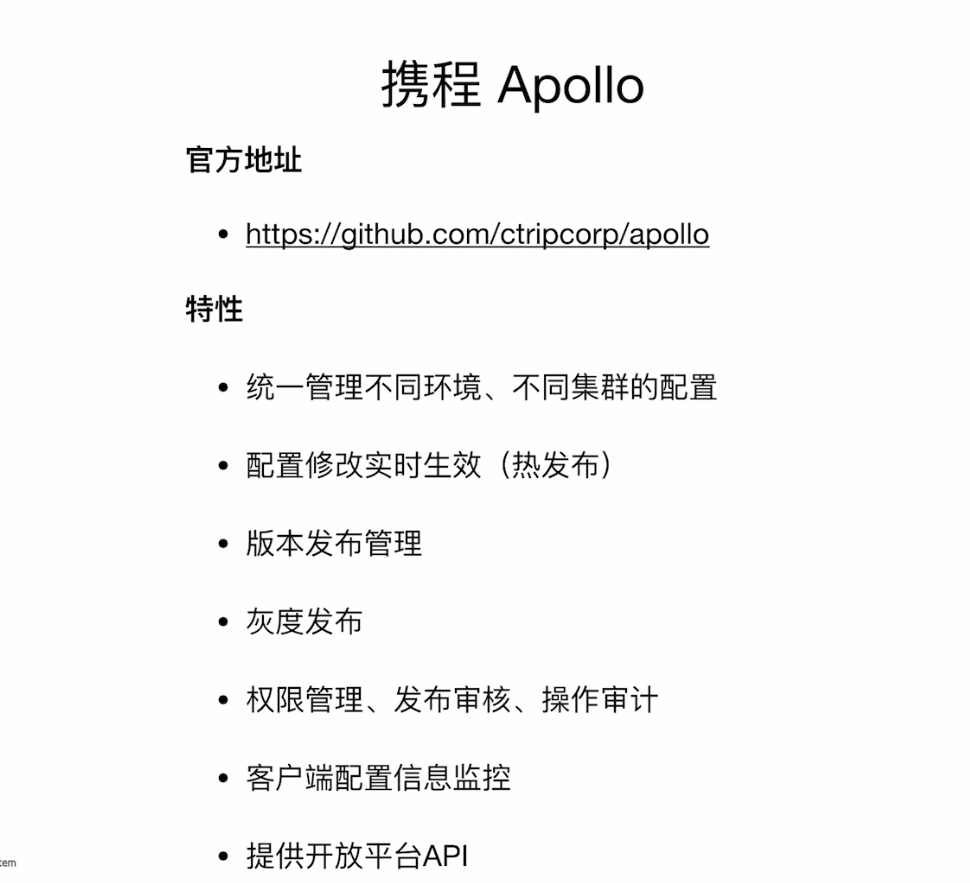 携程 Apollo
官方地址
• https://github.com/ctripcorp/apollo
特性
• 统一管理不同环境、不同集群的配置
• 配置修改实时生效（热发布）
• 版本发布管理
• 灰度发布
• 权限管理、发布审核、操作审计
• 客户端配置信息监控
• 提供开放平台API